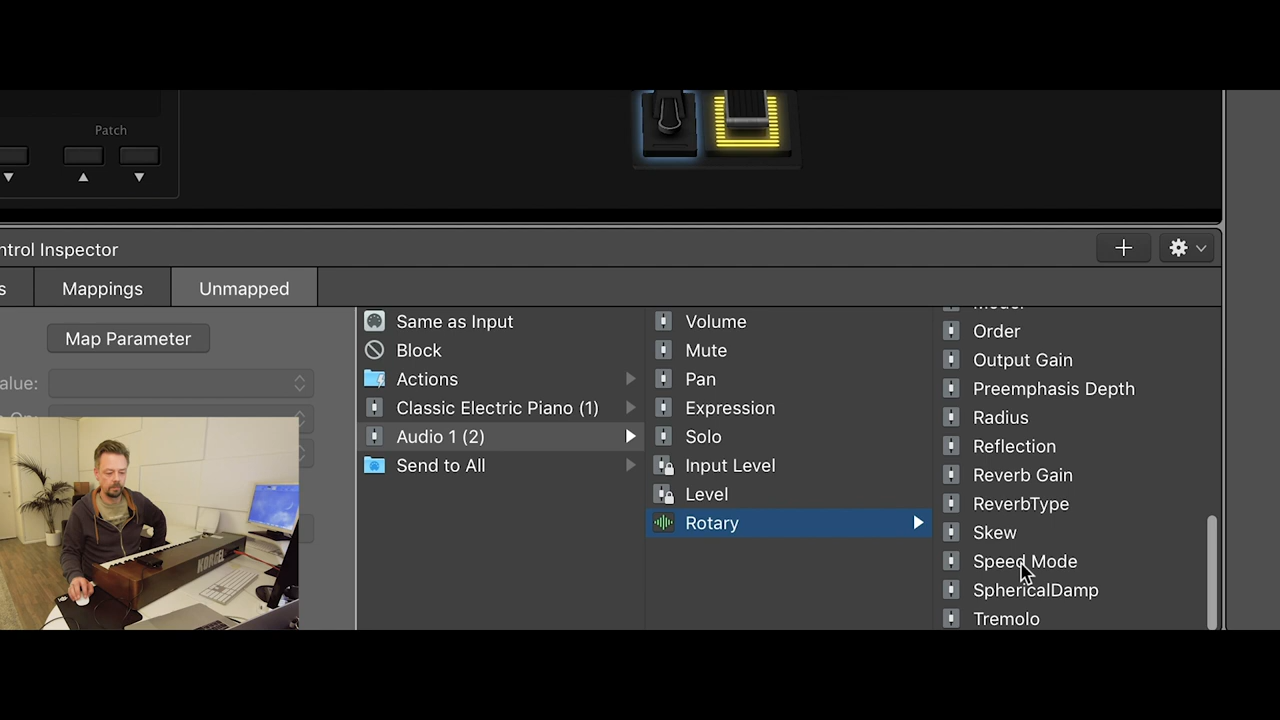 Patch
ntrol Inspector
s
Mappings
Unmapped
Map Parameter
alue:
Same as Input
Block
Actions
Classic Electric Piano (1)
Audio 1 (2)
Send to All
Volume
Mute
Pan
Expression
Solo
Input Level
Level
Rotary
Order
Output Gain
Preemphasis Depth
Radius
Reflection
Reverb Gain
ReverbType
Skew
Speed Mode
SphericalDamp
Tremolo
KORG